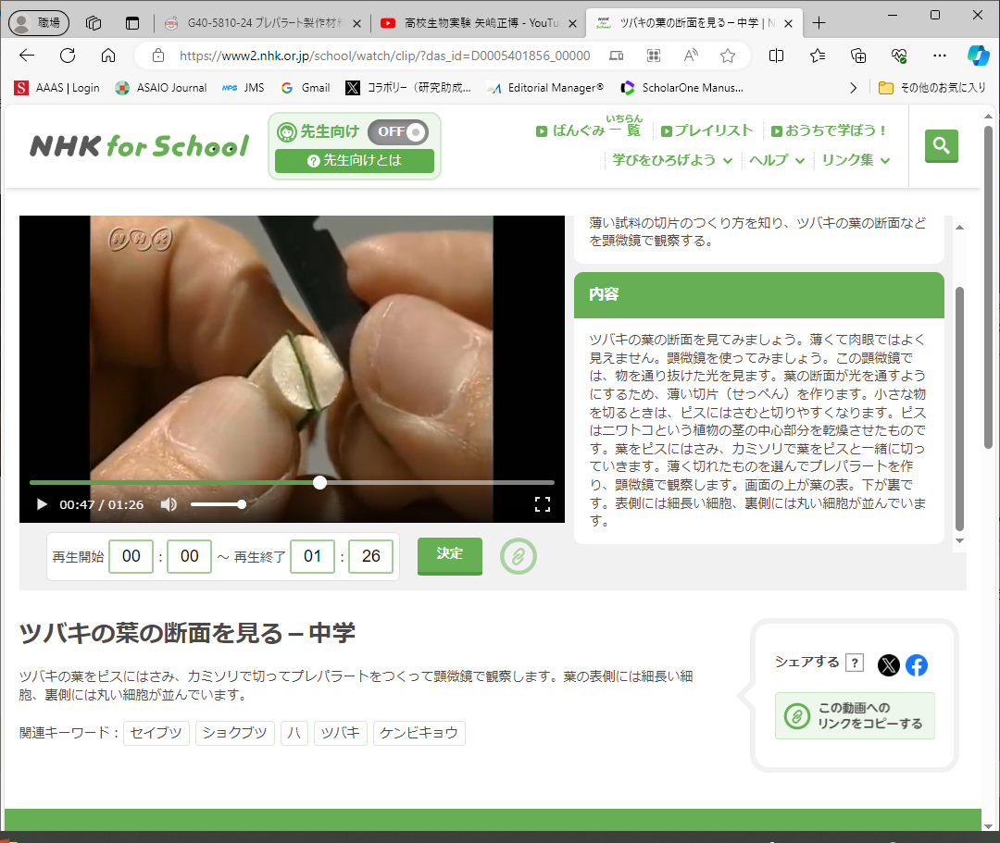 職場
G40-5810-24 プレパラート製作材料
高校生物実験 矢嶋正博 - YouTu
ツバキの葉の断面を見る－中学 | N
https://www2.nhk.or.jp/school/watch/clip/?das_id=D0005401856_00000
AAAS | Login
ASAIO Journal
JMS
Gmail
コラボリー（研究助成...
Editorial Manager®
ScholarOne Manus...
その他のお気に入り
NHK for School
先生向け OFF
?先生向けとは
いちらん
ばんぐみ一覧
プレイリスト
おうちで学ぼう！
学びをひろげよう
ヘルプ
リンク集
NHK
00:47 / 01:26
薄い試料の切片のつくり方を知り、ツバキの葉の断面など
を顕微鏡で観察する。
内容
ツバキの葉の断面を見てみましょう。薄くて肉眼ではよく
見えません。顕微鏡を使ってみましょう。この顕微鏡で
は、物を通り抜けた光を見ます。葉の断面が光を通すよう
にするため、薄い切片（せっぺん）を作ります。小さな物
を切るときは、ピスにはさむと切りやすくなります。ピス
はニワトコという植物の茎の中心部分を乾燥させたもので
す。葉をピスにはさみ、カミソリで葉をピスと一緒に切っ
ていきます。薄く切れたものを選んでプレパラートを作
り、顕微鏡で観察します。画面の上が葉の表。下が裏で
す。表側には細長い細胞、裏側には丸い細胞が並んでいま
す。
再生開始 00 : 00 ～ 再生終了 01 : 26 決定
ツバキの葉の断面を見る－中学
ツバキの葉をピスにはさみ、カミソリで切ってプレパラートをつくって顕微鏡で観察します。葉の表側には細長い細
胞、裏側には丸い細胞が並んでいます。
関連キーワード： セイブツ ショクブツ ハ ツバキ ケンビキョウ
シェアする ?
この動画への
リンクをコピーする